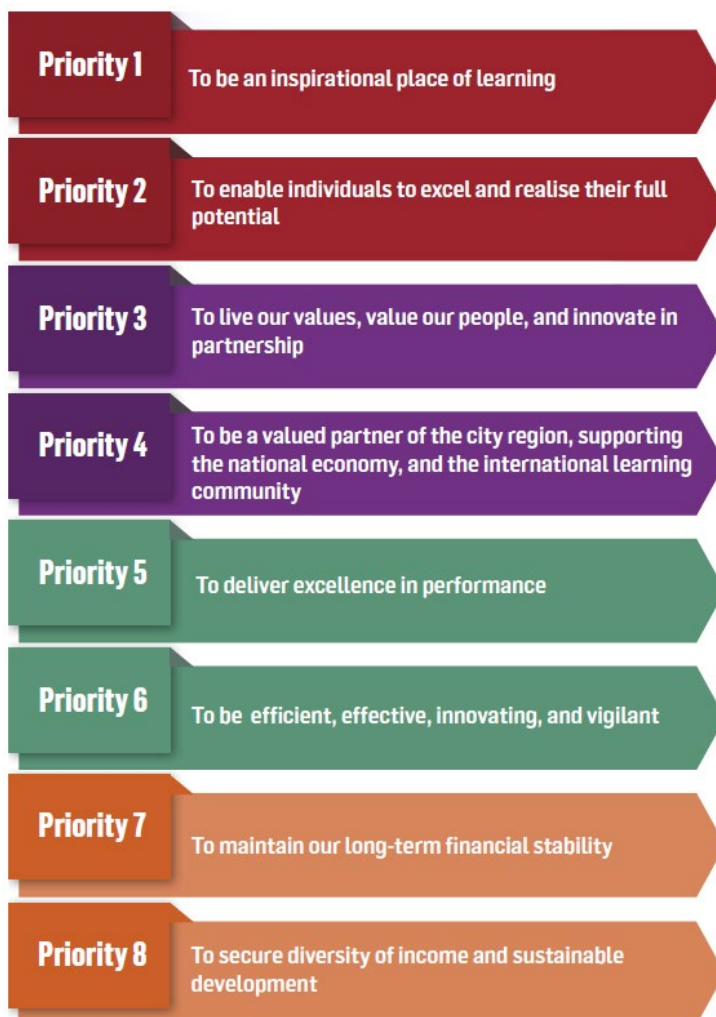 Priority 1
To be an inspirational place of learning
Priority 2
To enable individuals to excel and realise their full
potential
Priority 3
To live our values, value our people, and innovate in
partnership
Priority 4
To be a valued partner of the city region, supporting
the national economy, and the international learning
community
Priority 5
To deliver excellence in performance
Priority 6
To be  efficient, effective, innovating, and vigilant
Priority 7
To maintain our long-term financial stability
Priority 8
To secure diversity of income and sustainable
development